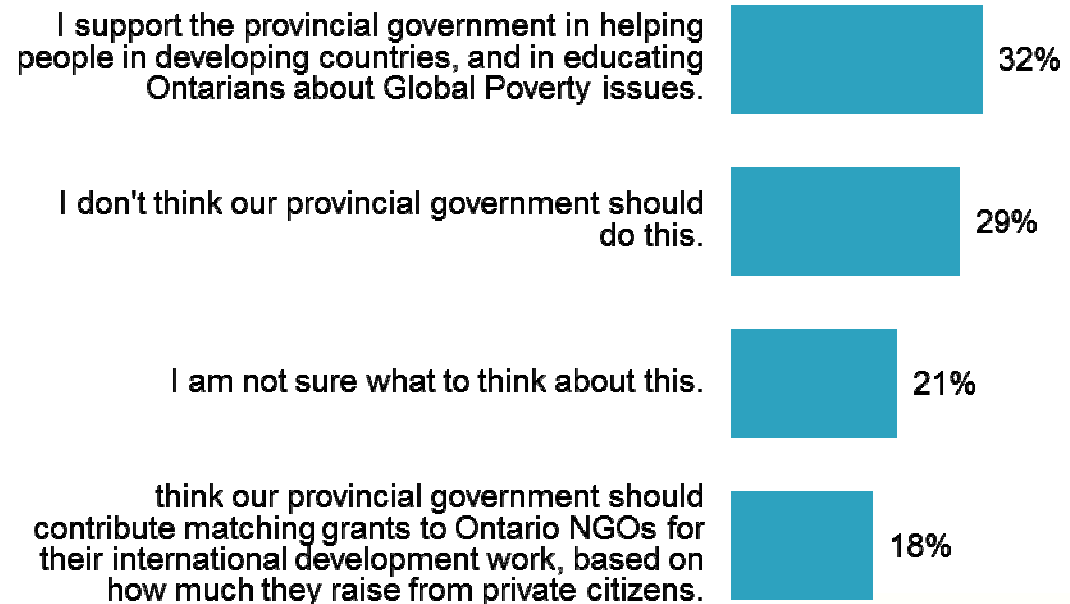 I support the provincial government in helping
people in developing countries, and in educating
Ontarians about Global Poverty issues.
32%
I don't think our provincial government should
do this.
29%
I am not sure what to think about this.
21%
think our provincial government should
contribute matching grants to Ontario NGOs for
their international development work, based on
how much they raise from private citizens.
18%